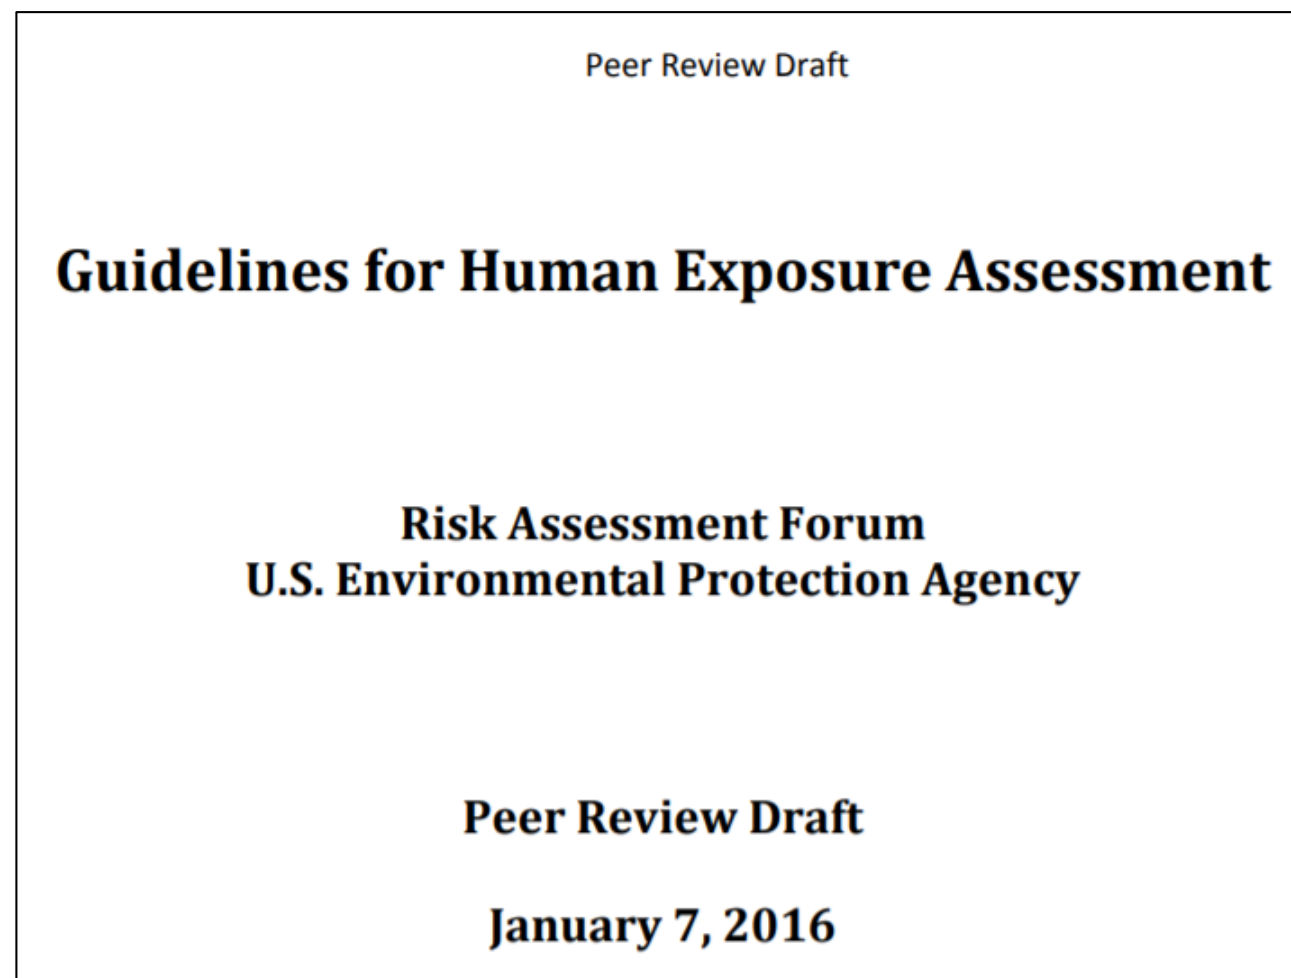 Peer Review Draft
Guidelines for Human Exposure Assessment
Risk Assessment Forum
U.S. Environmental Protection Agency
Peer Review Draft
January 7, 2016